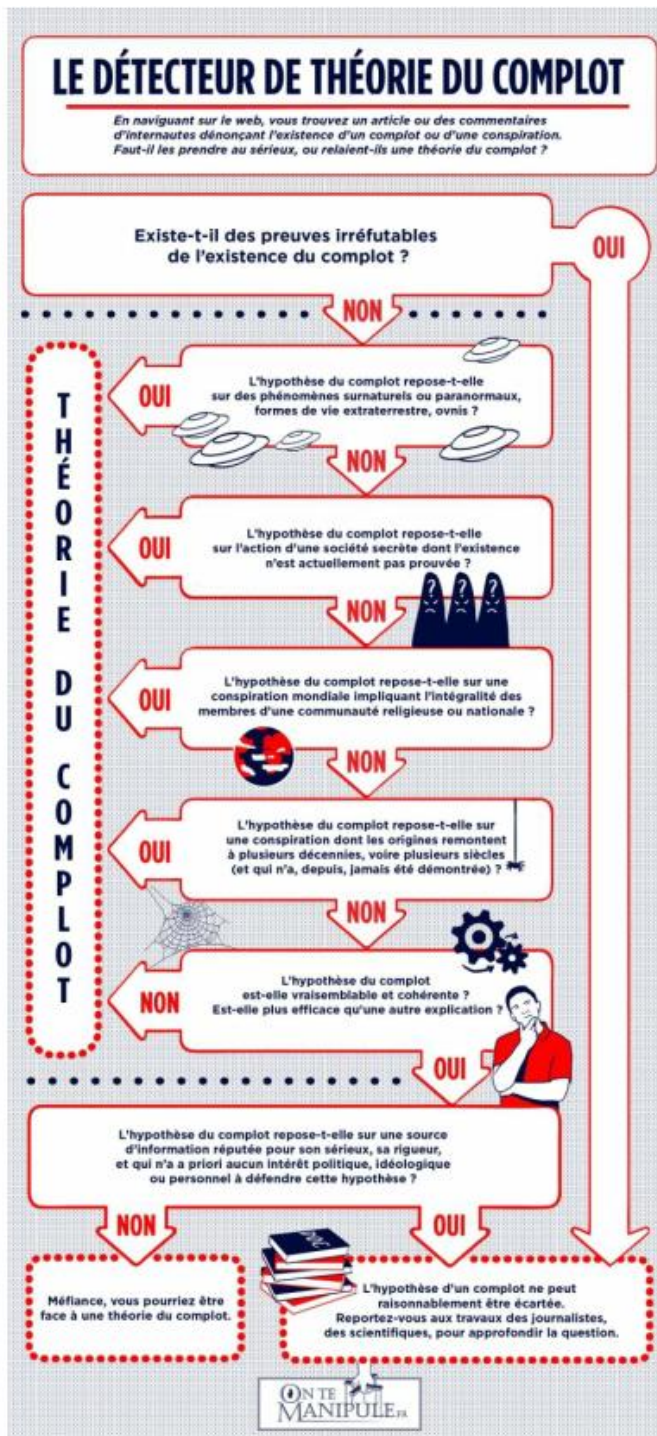 LE DÉTECTEUR DE THÉORIE DU COMPLOT
En naviguant sur le web, vous trouvez un article ou des commentaires
d'internautes dénonçant l'existence d'un complot ou d'une conspiration.
Faut-il les prendre au sérieux, ou relaient-ils une théorie du complot ?
Existe-t-il des preuves irréfutables
de l'existence du complot ?
OUI
NON
THÉORIE DU COMPLOT
L'hypothèse du complot repose-t-elle
sur des phénomènes surnaturels ou paranormaux,
formes de vie extraterrestre, ovnis ?
OUI
NON
L'hypothèse du complot repose-t-elle
sur l'action d'une société secrète dont l'existence
n'est actuellement pas prouvée ?
OUI
? ? ?
NON
L'hypothèse du complot repose-t-elle sur une
conspiration mondiale impliquant l'intégralité des
membres d'une communauté religieuse ou nationale ?
OUI
NON
L'hypothèse du complot repose-t-elle sur
une conspiration dont les origines remontent
à plusieurs décennies, voire plusieurs siècles
(et qui n'a, depuis, jamais été démontrée) ?
OUI
NON
L'hypothèse du complot
est-elle vraisemblable et cohérente ?
Est-elle plus efficace qu'une autre explication ?
NON
OUI
L'hypothèse du complot repose-t-elle sur une source
d'information réputée pour son sérieux, sa rigueur,
et qui n'a a priori aucun intérêt politique, idéologique
ou personnel à défendre cette hypothèse ?
NON
OUI
Méfiance, vous pourriez être
face à une théorie du complot.
L'hypothèse d'un complot ne peut
raisonnablement être écartée.
Reportez-vous aux travaux des journalistes,
des scientifiques, pour approfondir la question.
ON TE
MANIPULE.FR